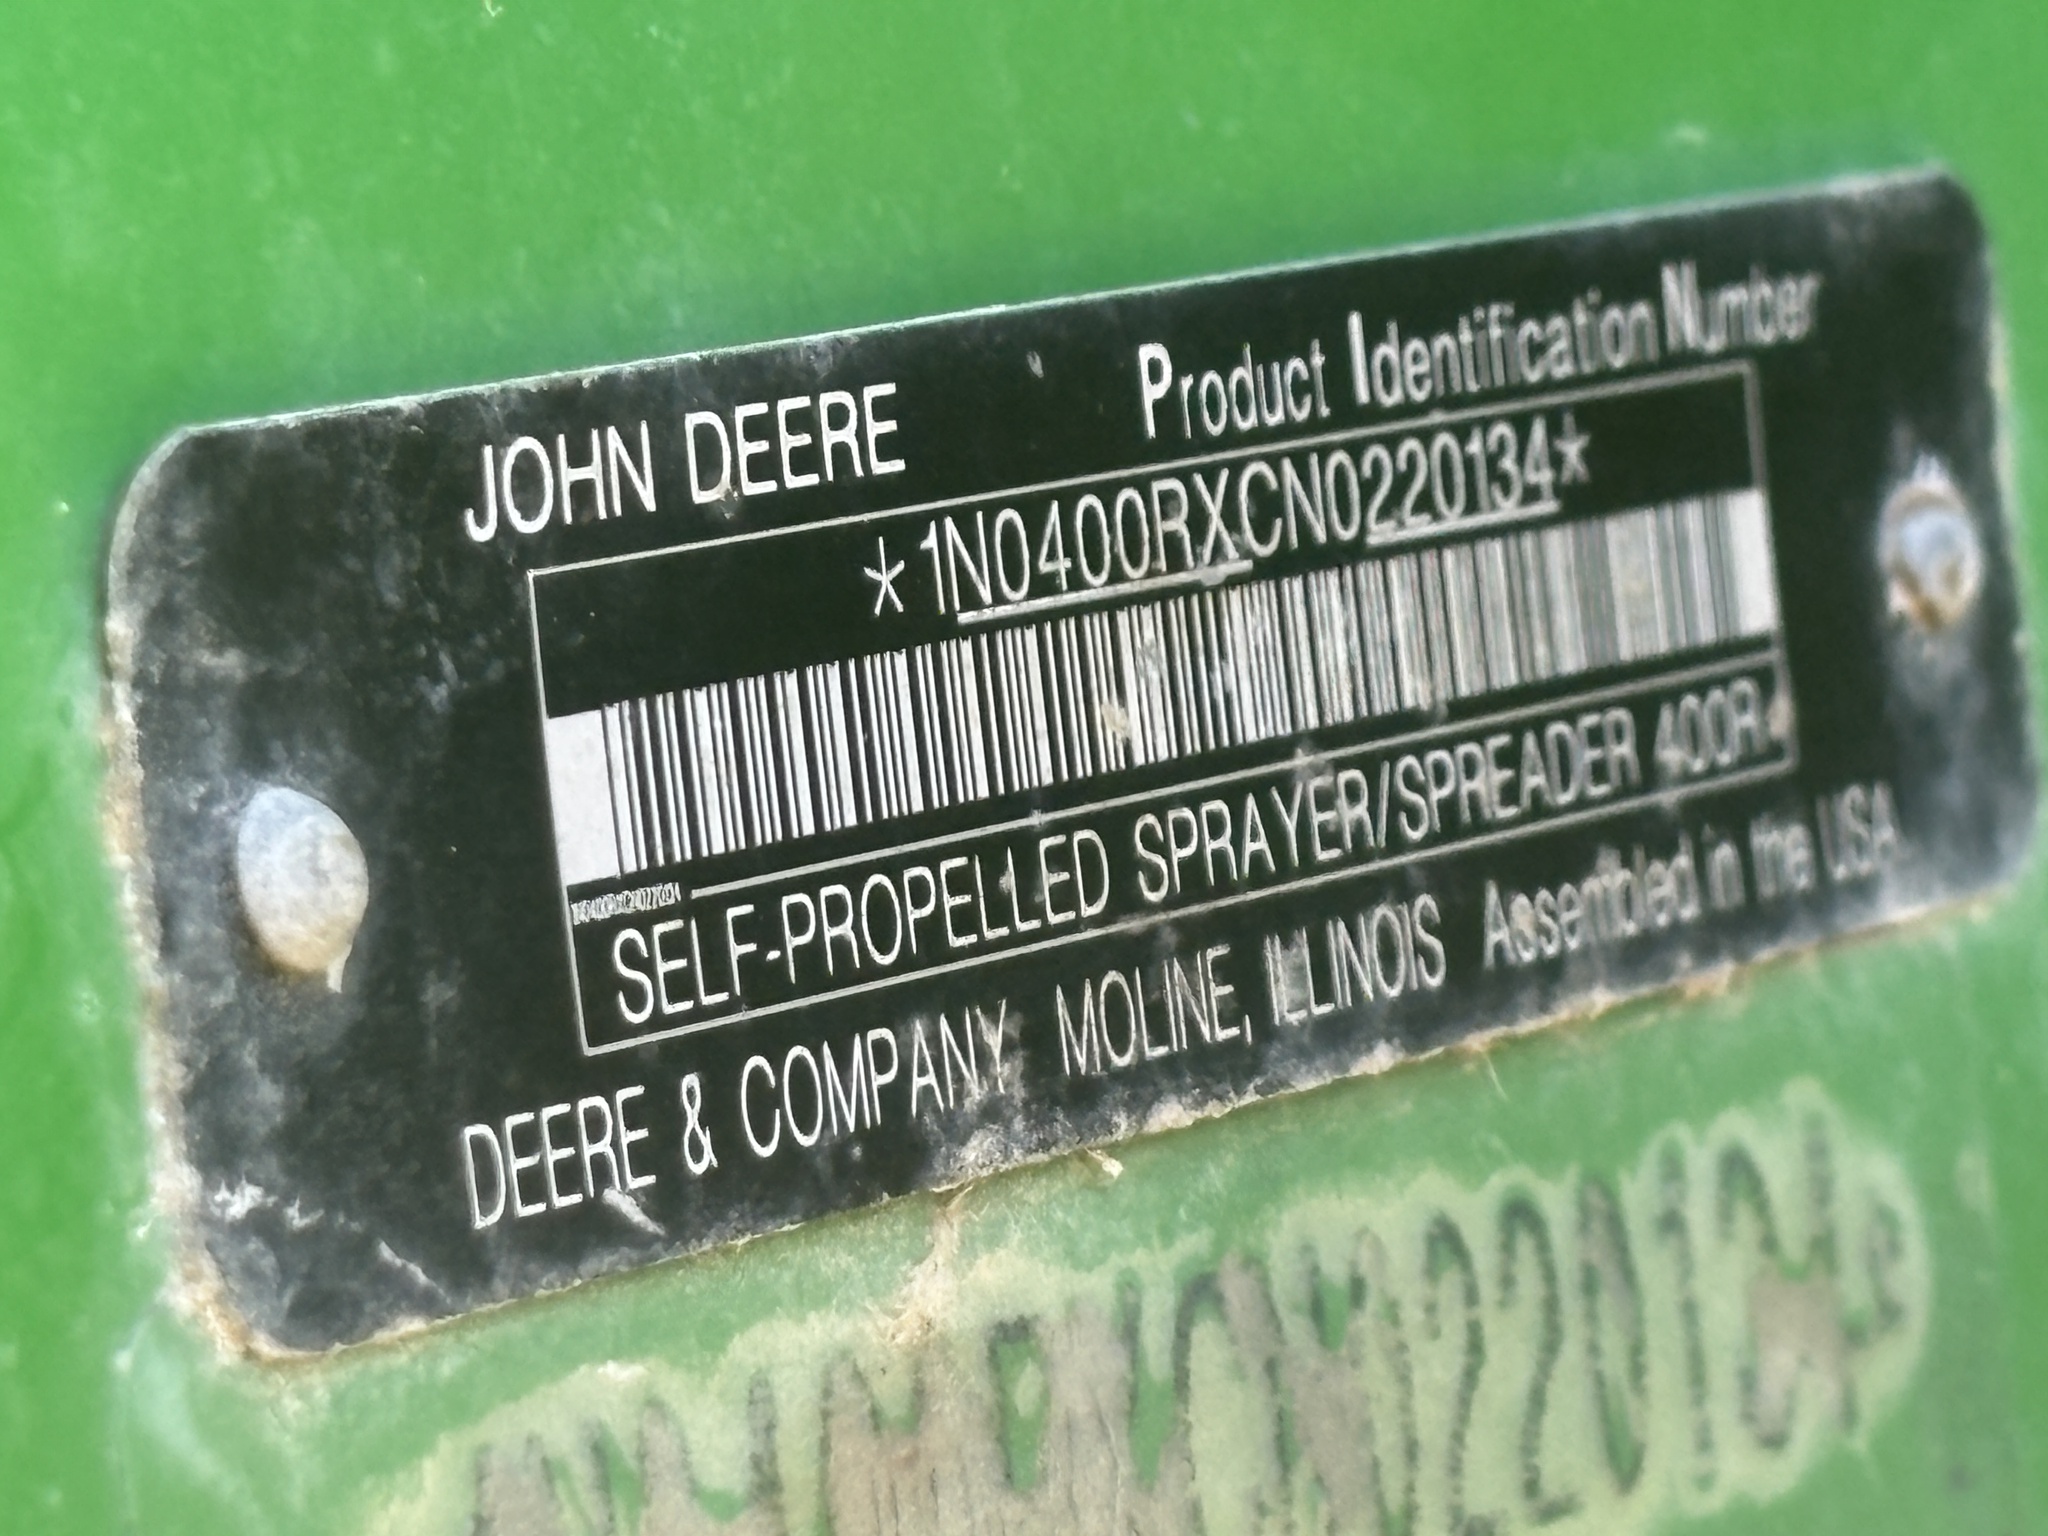 JOHN DEERE Product Identification Number
*1N0400RXCN0220134*
SELF-PROPELLED SPRAYER/SPREADER 400R
DEERE & COMPANY MOLINE, ILLINOIS Assembled in the USA